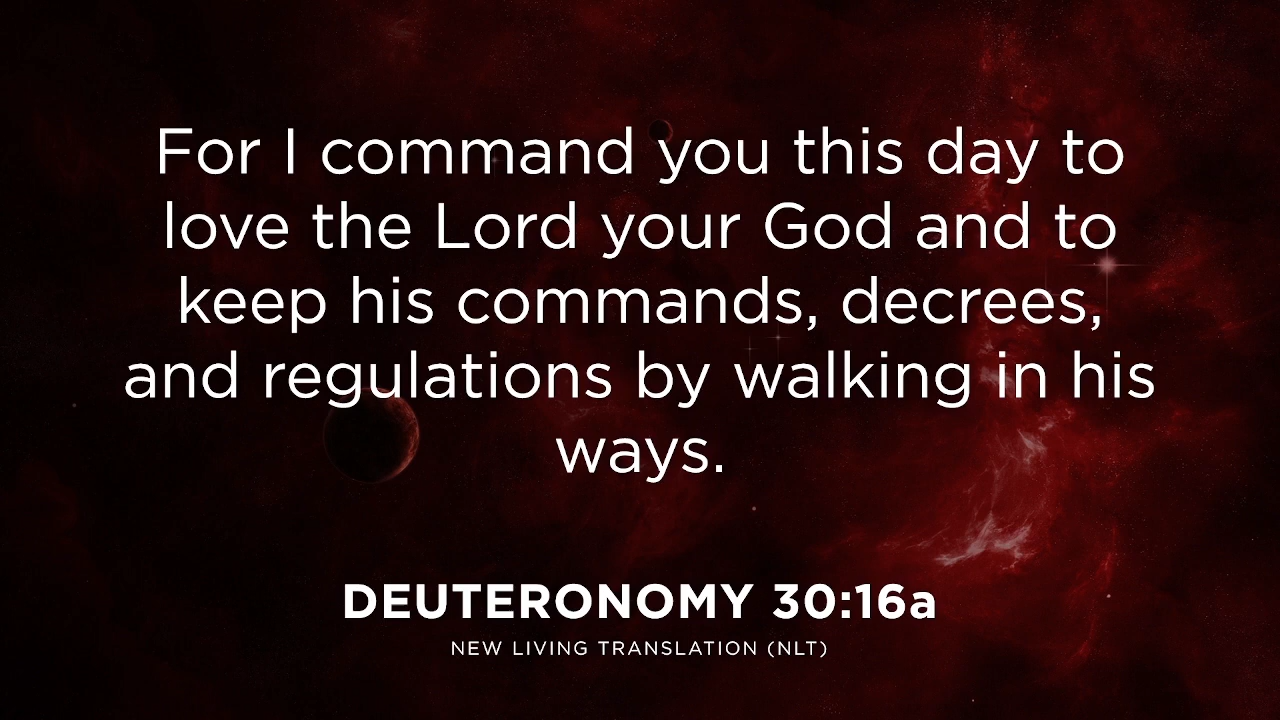 For I command you this day to
love the Lord your God and to
keep his commands, decrees,
and regulations by walking in his
ways.
DEUTERONOMY 30:16a
NEW LIVING TRANSLATION (NLT)